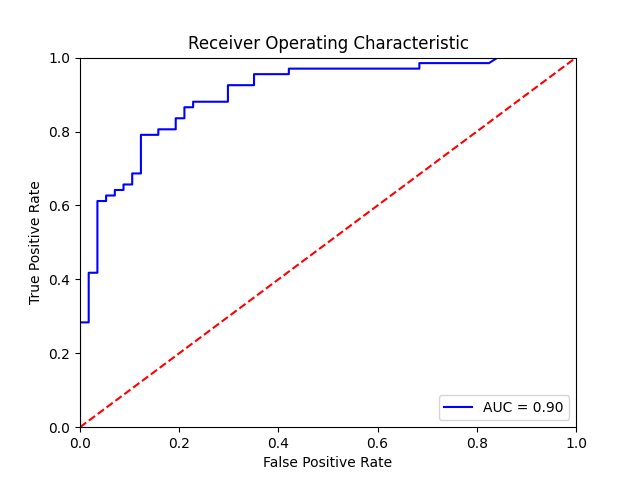 Receiver Operating Characteristic
True Positive Rate
1.0
0.8
0.6
0.4
0.2
0.0
AUC = 0.90
0.0 0.2 0.4 0.6 0.8 1.0
False Positive Rate